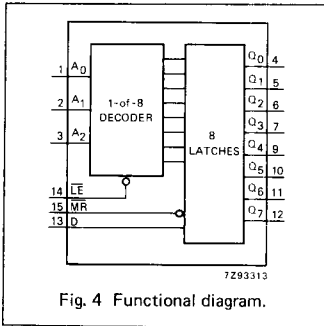 1 A0
2 A1
3 A2
1-of-8
DECODER
14 LE
15 MR
13 D
8
LATCHES
Q0 4
Q1 5
Q2 6
Q3 7
Q4 9
Q5 10
Q6 11
Q7 12
7Z93313
Fig. 4 Functional diagram.